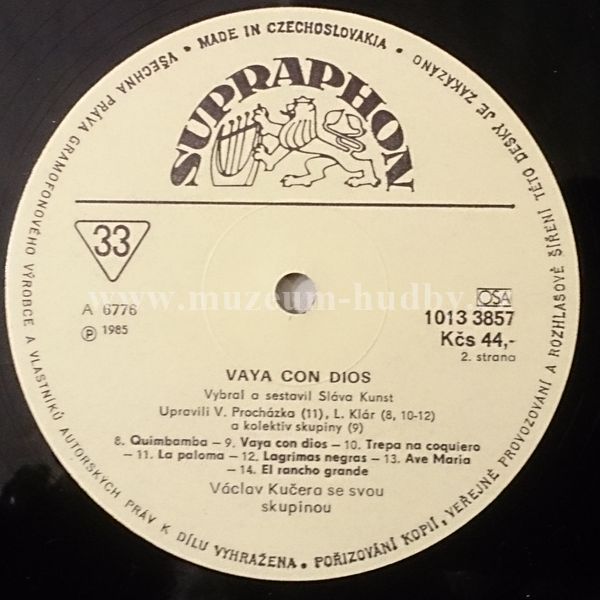 VŠECHNA PRÁVA GRAMOFONOVÉHO VÝROBCE A VLASTNÍKŮ AUTORSKÝCH PRÁV K DÍLU VYHRAŽENA. POŘIZOVÁNÍ KOPIÍ, VEŘEJNÉ PROVOZOVÁNÍ A ROZHLASOVÉ ŠÍŘENÍ TÉTO DESKY JE ZAKÁZÁNO
• MADE IN CZECHOSLOVAKIA •
SUPRAPHON
33
www.muzeum-hudby.
A 6776
OSA
℗ 1985
1013 3857
Kčs 44,-
2. strana
VAYA CON DIOS
Vybral a sestavil Sláva Kunst
Upravili V. Procházka (11), L. Klár (8, 10-12)
a kolektiv skupiny (9)
8. Quimbamba – 9. Vaya con dios – 10. Trepa na coquiero
– 11. La paloma – 12. Lagrimas negras – 13. Ave Maria –
– 14. El rancho grande
Václav Kučera se svou
skupinou